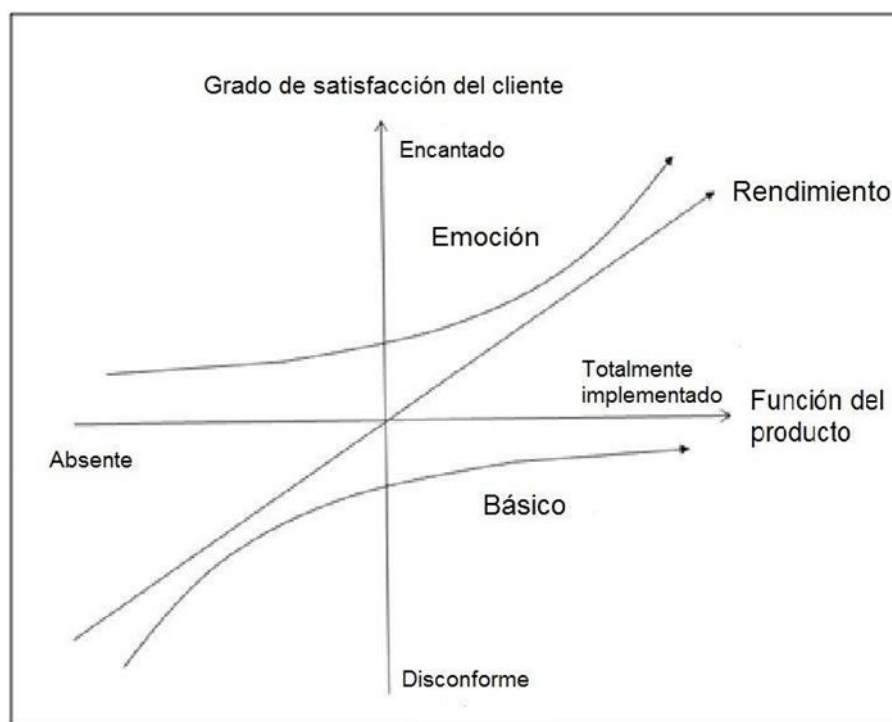 Grado de satisfacción del cliente
Encantado
Rendimiento
Emoción
Totalmente
implementado
Función del
producto
Absente
Básico
Disconforme